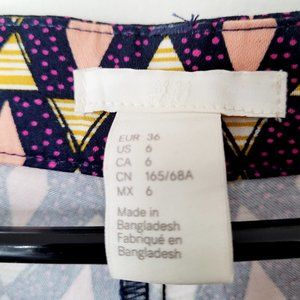 EUR 36
US 6
CA 6
CN 165/68A
MX 6
Made in
Bangladesh
Fabriqué en
Bangladesh